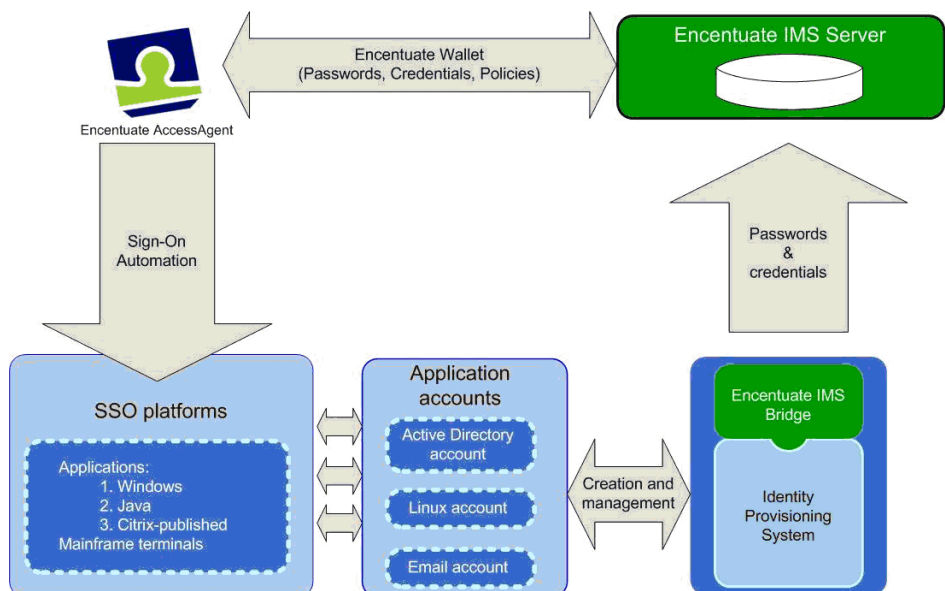 Encentuate AccessAgent
Encentuate Wallet
(Passwords, Credentials, Policies)
Encentuate IMS Server
Sign-On
Automation
Passwords
&
credentials
SSO platforms
Applications:
1. Windows
2. Java
3. Citrix-published
Mainframe terminals
Application
accounts
Active Directory
account
Linux account
Email account
Creation and
management
Encentuate IMS
Bridge
Identity
Provisioning
System